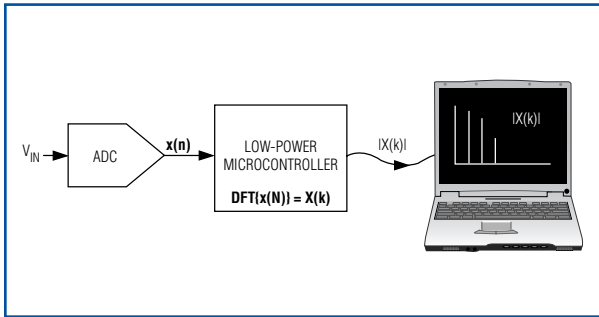 V_IN
ADC
x(n)
LOW-POWER
MICROCONTROLLER
DFT{x(N)} = X(k)
|X(k)|
|X(k)|